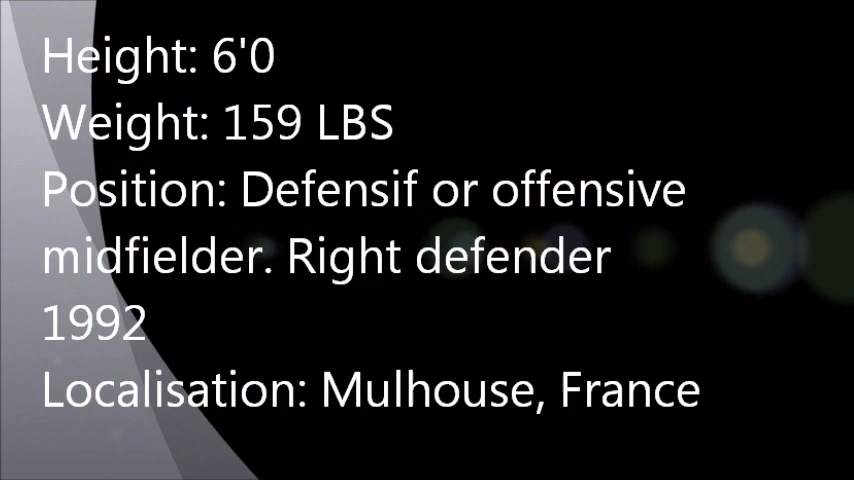 Height: 6'0
Weight: 159 LBS
Position: Defensif or offensive
midfielder. Right defender
1992
Localisation: Mulhouse, France